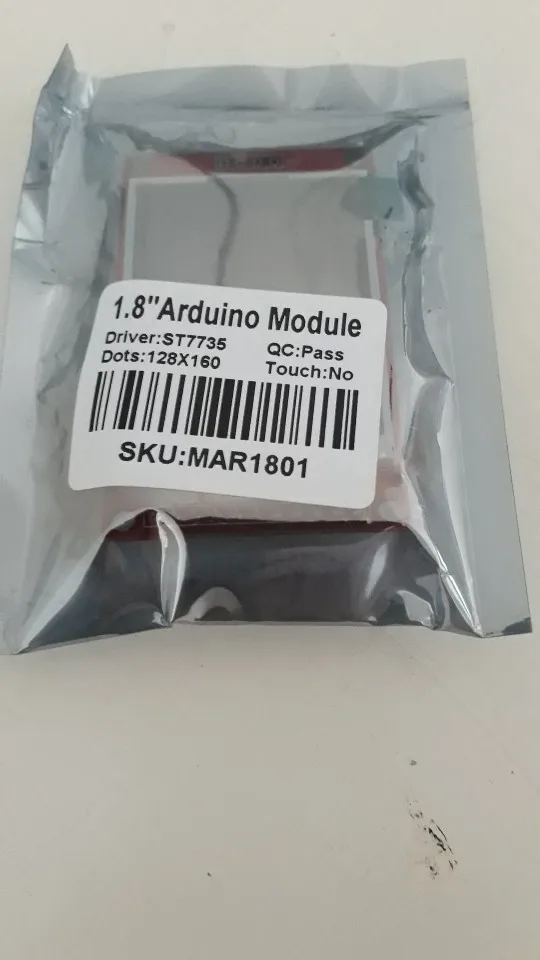 1.8"Arduino Module
Driver:ST7735 QC:Pass
Dots:128X160 Touch:No
SKU:MAR1801